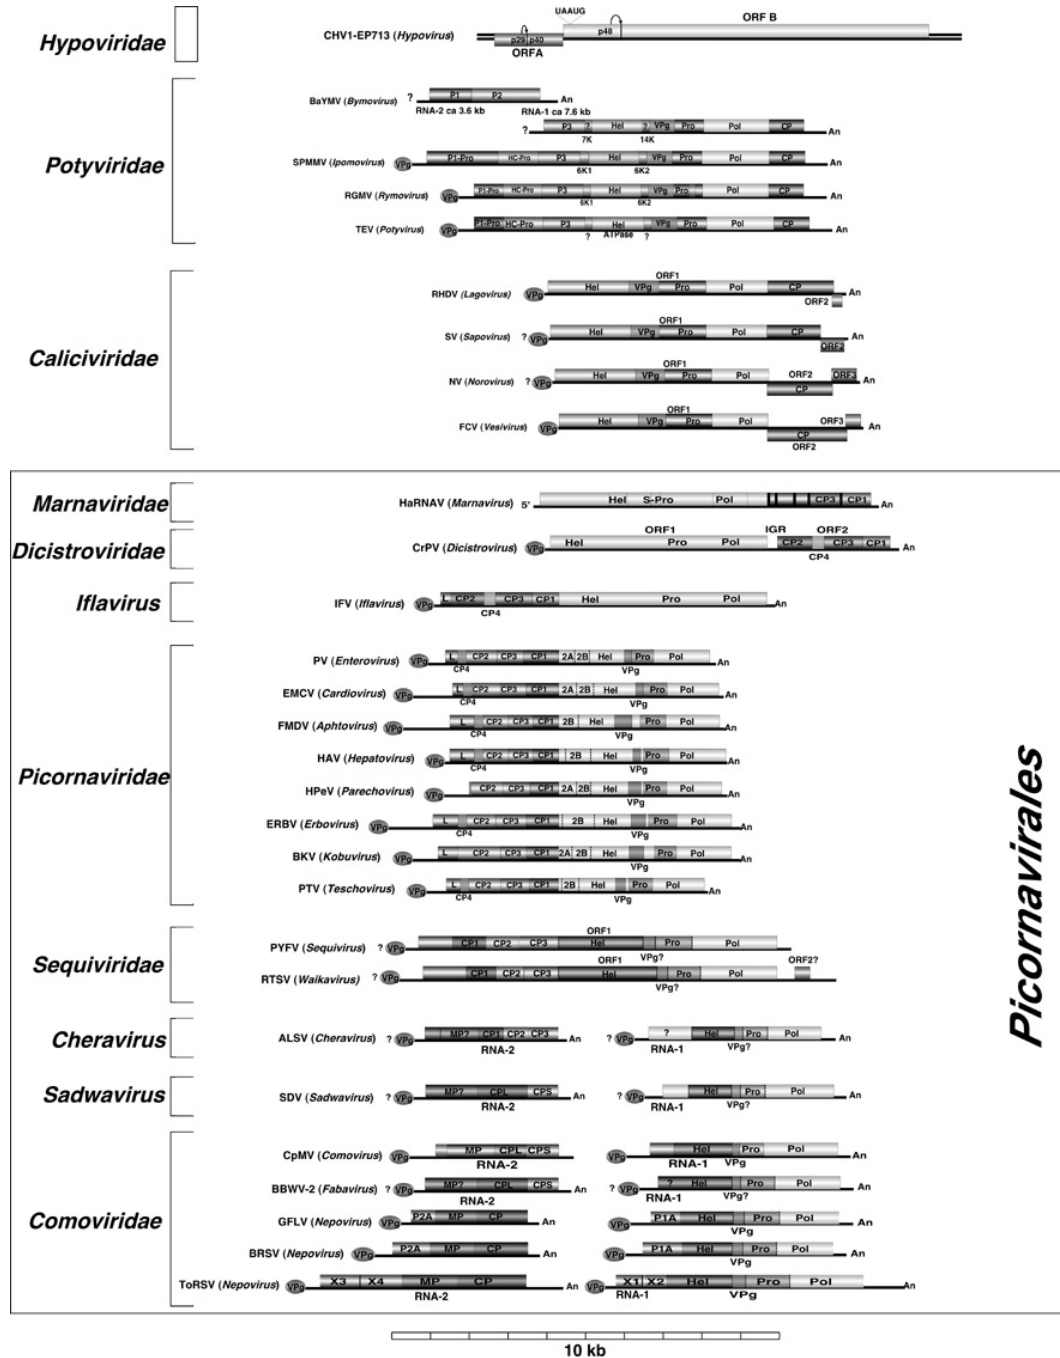 UAAUG
Hypoviridae CHV1-EP713 (Hypovirus) p29 p40 p48 ORF B
ORFA
BaYMV (Bymovirus) ? P1 P2 An
RNA-2 ca 3.6 kb RNA-1 ca 7.6 kb
? P3 ? Hel ? VPg Pro Pol CP An
7K 14K
Potyviridae
SPMMV (Ipomovirus) VPg P1-Pro HC-Pro P3 Hel VPg Pro Pol CP An
6K1 6K2
RGMV (Rymovirus) VPg P1-Pro HC-Pro P3 Hel VPg Pro Pol CP An
6K1 6K2
TEV (Potyvirus) VPg P1-Pro HC-Pro P3 Hel VPg Pro Pol CP An
? ATPase ?
ORF1
RHDV (Lagovirus) VPg Hel VPg Pro Pol CP An
ORF2
ORF1
SV (Sapovirus) ? VPg Hel VPg Pro Pol CP An
ORF2
Caliciviridae
ORF1 ORF2 ORF3
NV (Norovirus) ? VPg Hel VPg Pro Pol An
CP
ORF1 ORF3
FCV (Vesivirus) VPg Hel VPg Pro Pol An
CP
ORF2
Marnaviridae HaRNAV (Marnavirus) 5' Hel S-Pro Pol CP3 CP1 An
ORF1 IGR ORF2
Dicistroviridae CrPV (Dicistrovirus) VPg Hel Pro Pol CP2 CP3 CP1 An
CP4
Iflavirus IFV (Iflavirus) VPg L CP2 CP3 CP1 Hel Pro Pol An
CP4
PV (Enterovirus) VPg L CP2 CP3 CP1 2A 2B Hel Pro Pol An
CP4 VPg
EMCV (Cardiovirus) VPg L CP2 CP3 CP1 2A 2B Hel Pro Pol An
CP4 VPg
FMDV (Aphtovirus) VPg L CP2 CP3 CP1 2B Hel Pro Pol An
CP4 VPg
HAV (Hepatovirus) VPg L CP2 CP3 CP1 2B Hel Pro Pol An
CP4 VPg
Picornaviridae
HPeV (Parechovirus) VPg CP2 CP3 CP1 2A 2B Hel Pro Pol An
VPg
ERBV (Erbovirus) VPg L CP2 CP3 CP1 2B Hel Pro Pol An
CP4 VPg
BKV (Kobuvirus) VPg L CP2 CP3 CP1 2A 2B Hel Pro Pol An
VPg
PTV (Teschovirus) VPg L CP2 CP3 CP1 2B Hel Pro Pol An
CP4 VPg
Picornavirales
ORF1
PYFV (Sequivirus) ? VPg CP1 CP2 CP3 Hel Pro Pol
VPg?
Sequiviridae
ORF1 ORF2?
RTSV (Waikavirus) ? VPg CP1 CP2 CP3 Hel Pro Pol
VPg?
Cheravirus ALSV (Cheravirus) ? VPg MP? CP1 CP2 CP3 An ? VPg ? Hel Pro Pol An
RNA-2 RNA-1 VPg?
Sadwavirus SDV (Sadwavirus) ? VPg MP? CPL CPS An ? VPg Hel Pro Pol An
RNA-2 RNA-1 VPg?
CpMV (Comovirus) VPg MP CPL CPS VPg Hel Pro Pol An
RNA-2 RNA-1 VPg
BBWV-2 (Fabavirus) ? VPg MP? CPL CPS An ? VPg ? Hel Pro Pol An
RNA-2 RNA-1 VPg?
Comoviridae
GFLV (Nepovirus) VPg P2A MP CP An VPg P1A Hel Pro Pol An
VPg
BRSV (Nepovirus) VPg P2A MP CP An VPg P1A Hel Pro Pol An
VPg
ToRSV (Nepovirus) VPg X3 X4 MP CP An VPg X1 X2 Hel Pro Pol An
RNA-2 RNA-1 VPg
10 kb